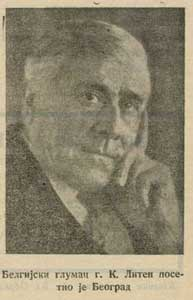 Белгијски глумац г. К. Литен посе-
тио је Београд